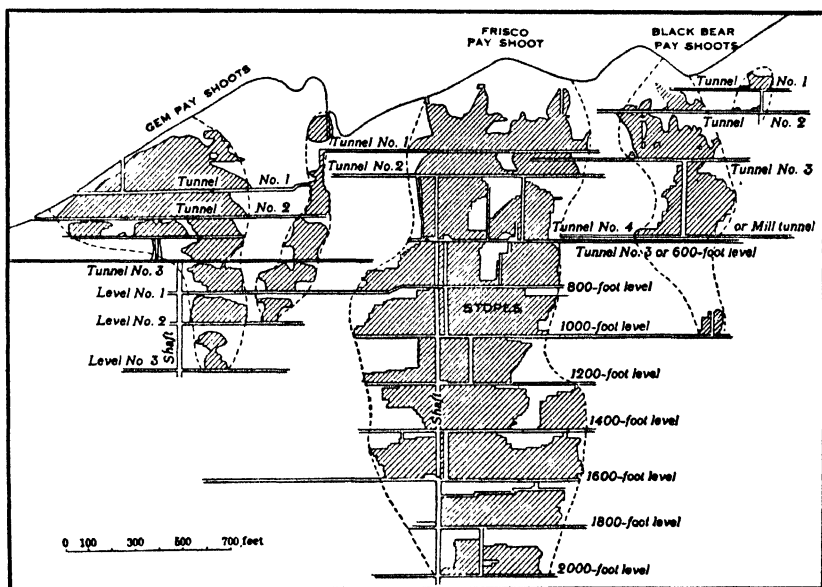 FRISCO
PAY SHOOT
BLACK BEAR
PAY SHOOTS
GEM PAY SHOOTS
Tunnel No. 1
Tunnel No. 2
Tunnel No. 1
Tunnel No. 2
Tunnel No. 3
Tunnel No. 1
Tunnel No. 2
Tunnel No. 4 or Mill tunnel
Tunnel No. 3 or 600-foot level
Tunnel No. 3
Level No. 1
800-foot level
STOPES
Level No. 2
1000-foot level
Shaft
Level No 3
1200-foot level
Shaft
1400-foot level
1600-foot level
1800-foot level
2000-foot level
0 100 300 500 700 feet